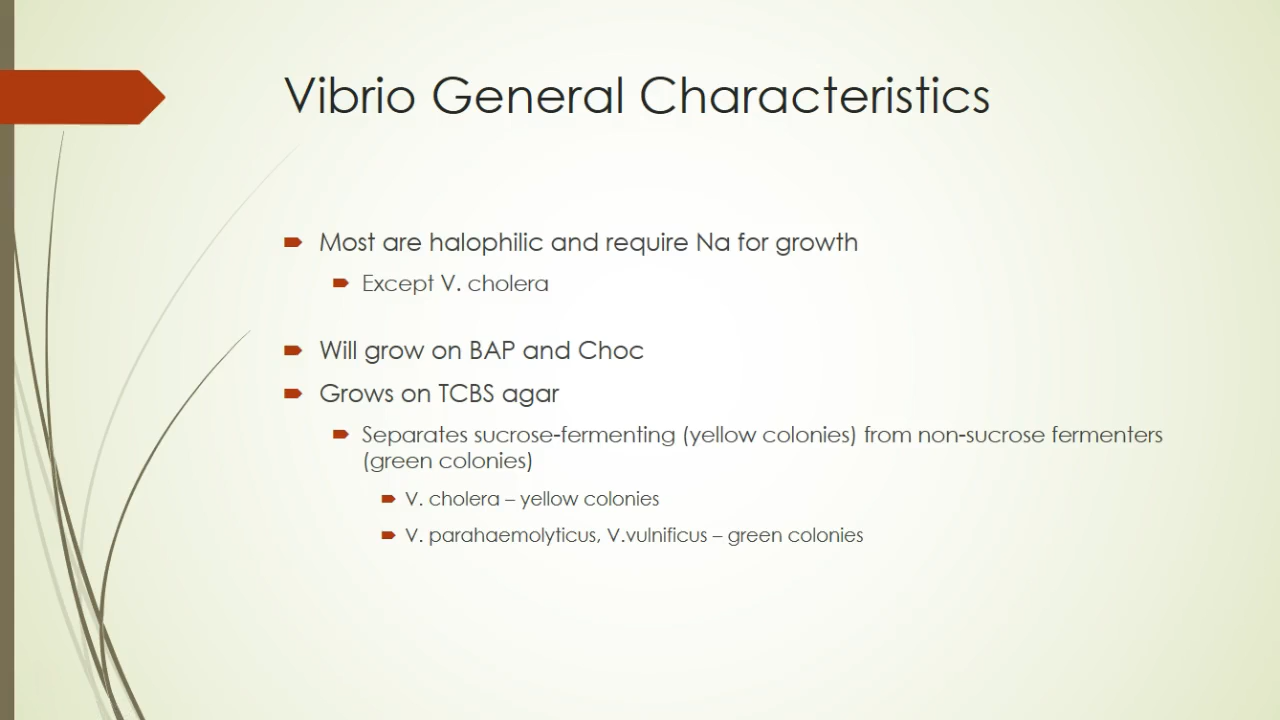 Vibrio General Characteristics
Most are halophilic and require Na for growth
Except V. cholera
Will grow on BAP and Choc
Grows on TCBS agar
Separates sucrose-fermenting (yellow colonies) from non-sucrose fermenters
(green colonies)
V. cholera – yellow colonies
V. parahaemolyticus, V.vulnificus – green colonies